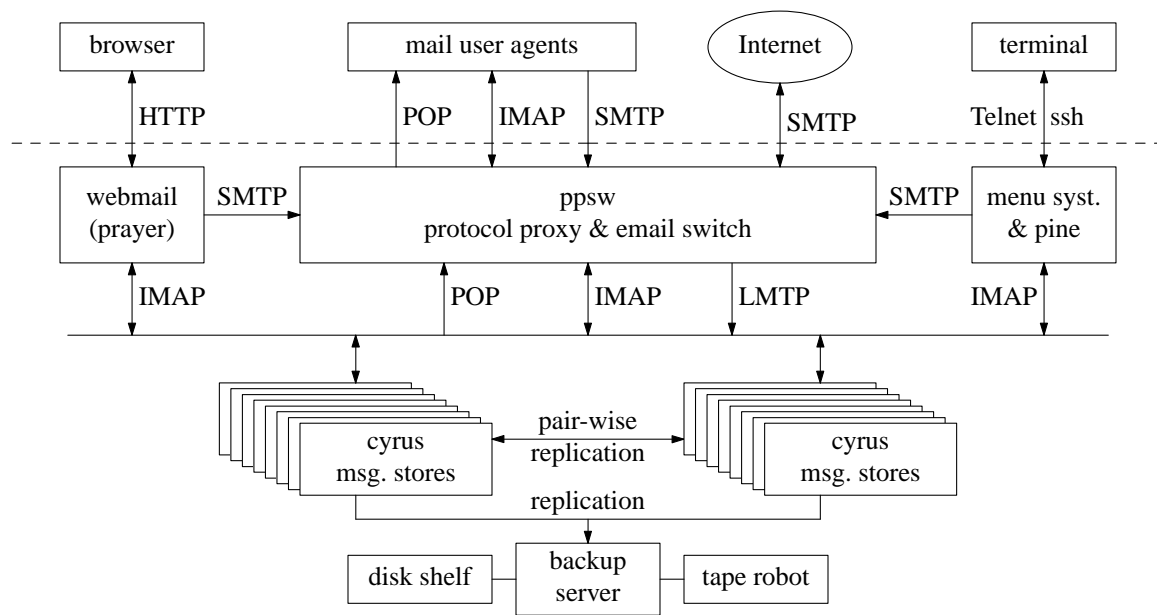 browser
mail user agents
Internet
terminal
HTTP
POP
IMAP
SMTP
SMTP
Telnet
ssh
webmail
(prayer)
SMTP
ppsw
protocol proxy & email switch
SMTP
menu syst.
& pine
IMAP
POP
IMAP
LMTP
IMAP
cyrus
msg. stores
pair-wise
replication
cyrus
msg. stores
replication
disk shelf
backup
server
tape robot